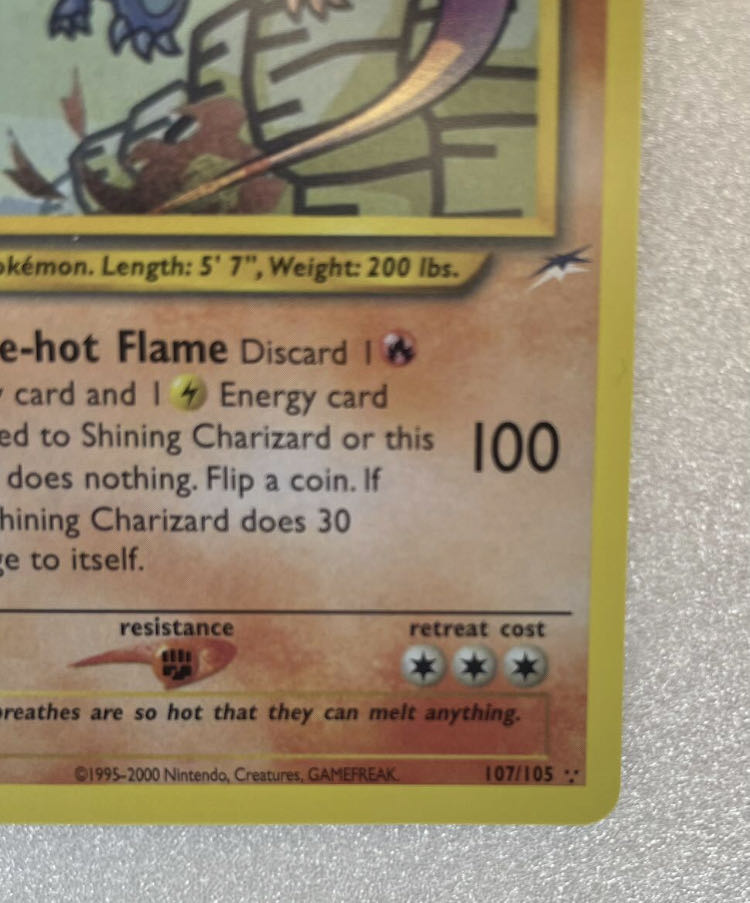 okémon. Length: 5' 7", Weight: 200 lbs.
e-hot Flame Discard 1
card and 1 Energy card
ed to Shining Charizard or this
does nothing. Flip a coin. If
hining Charizard does 30
ge to itself.
100
resistance
retreat cost
breathes are so hot that they can melt anything.
©1995-2000 Nintendo, Creatures, GAMEFREAK.
107/105